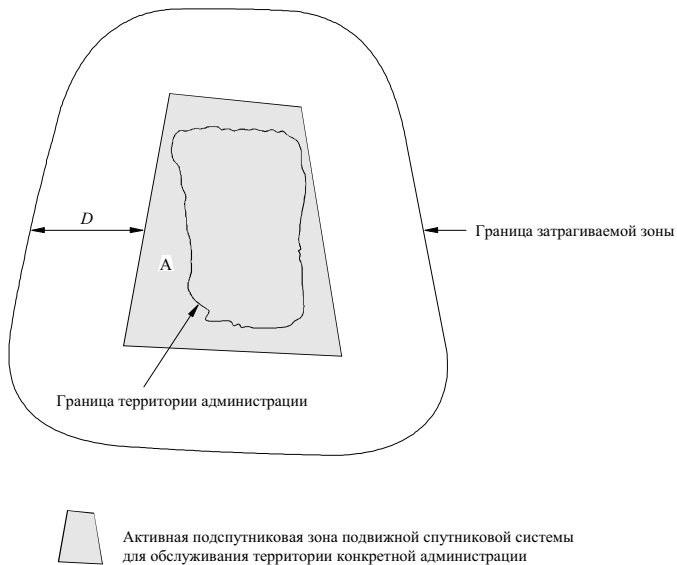 D
Граница затрагиваемой зоны
A
Граница территории администрации
Активная подспутниковая зона подвижной спутниковой системы
для обслуживания территории конкретной администрации